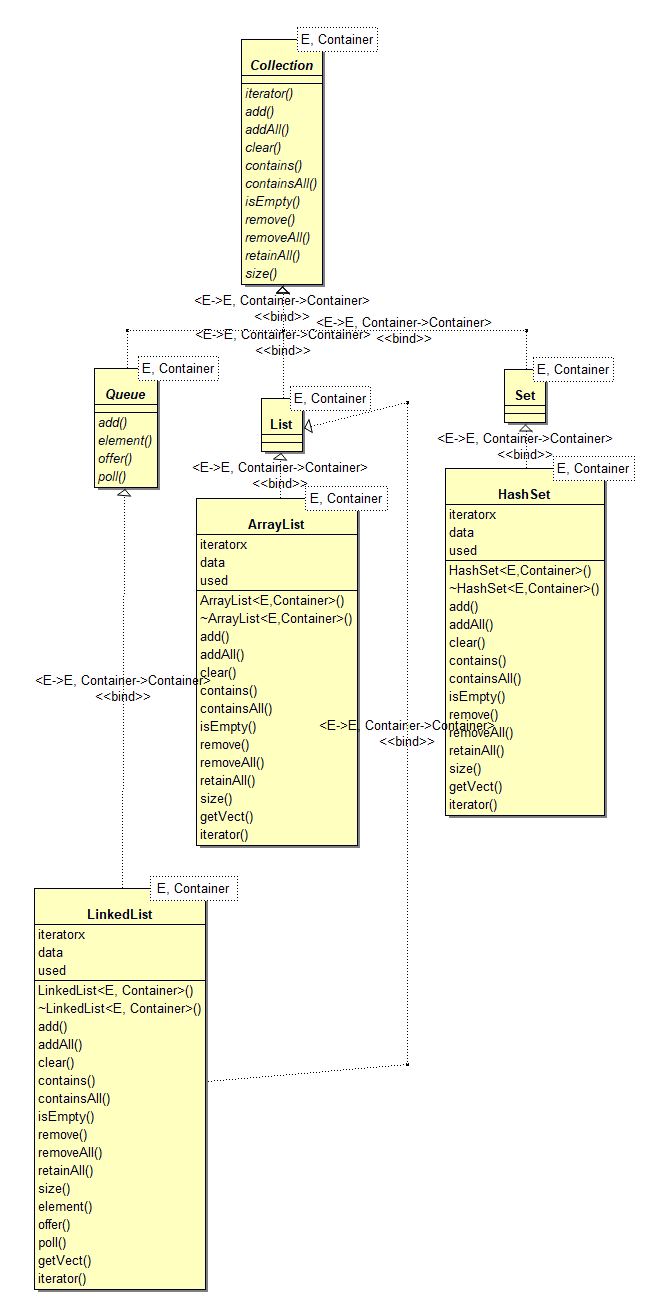 E, Container
Collection
iterator()
add()
addAll()
clear()
contains()
containsAll()
isEmpty()
remove()
removeAll()
retainAll()
size()
<E->E, Container->Container>
<<bind>>
<E->E, Container->Container>
<<bind>>
<E->E, Container->Container>
<<bind>>
E, Container
Queue
add()
element()
offer()
poll()
E, Container
List
E, Container
Set
<E->E, Container->Container>
<<bind>>
<E->E, Container->Container>
<<bind>>
E, Container
ArrayList
iteratorx
data
used
ArrayList<E,Container>()
~ArrayList<E,Container>()
add()
addAll()
clear()
contains()
containsAll()
isEmpty()
remove()
removeAll()
retainAll()
size()
getVect()
iterator()
E, Container
HashSet
iteratorx
data
used
HashSet<E,Container>()
~HashSet<E,Container>()
add()
addAll()
clear()
contains()
containsAll()
isEmpty()
remove()
removeAll()
retainAll()
size()
getVect()
iterator()
<E->E, Container->Container>
<<bind>>
<E->E, Container->Container>
<<bind>>
E, Container
LinkedList
iteratorx
data
used
LinkedList<E, Container>()
~LinkedList<E, Container>()
add()
addAll()
clear()
contains()
containsAll()
isEmpty()
remove()
removeAll()
retainAll()
size()
element()
offer()
poll()
getVect()
iterator()